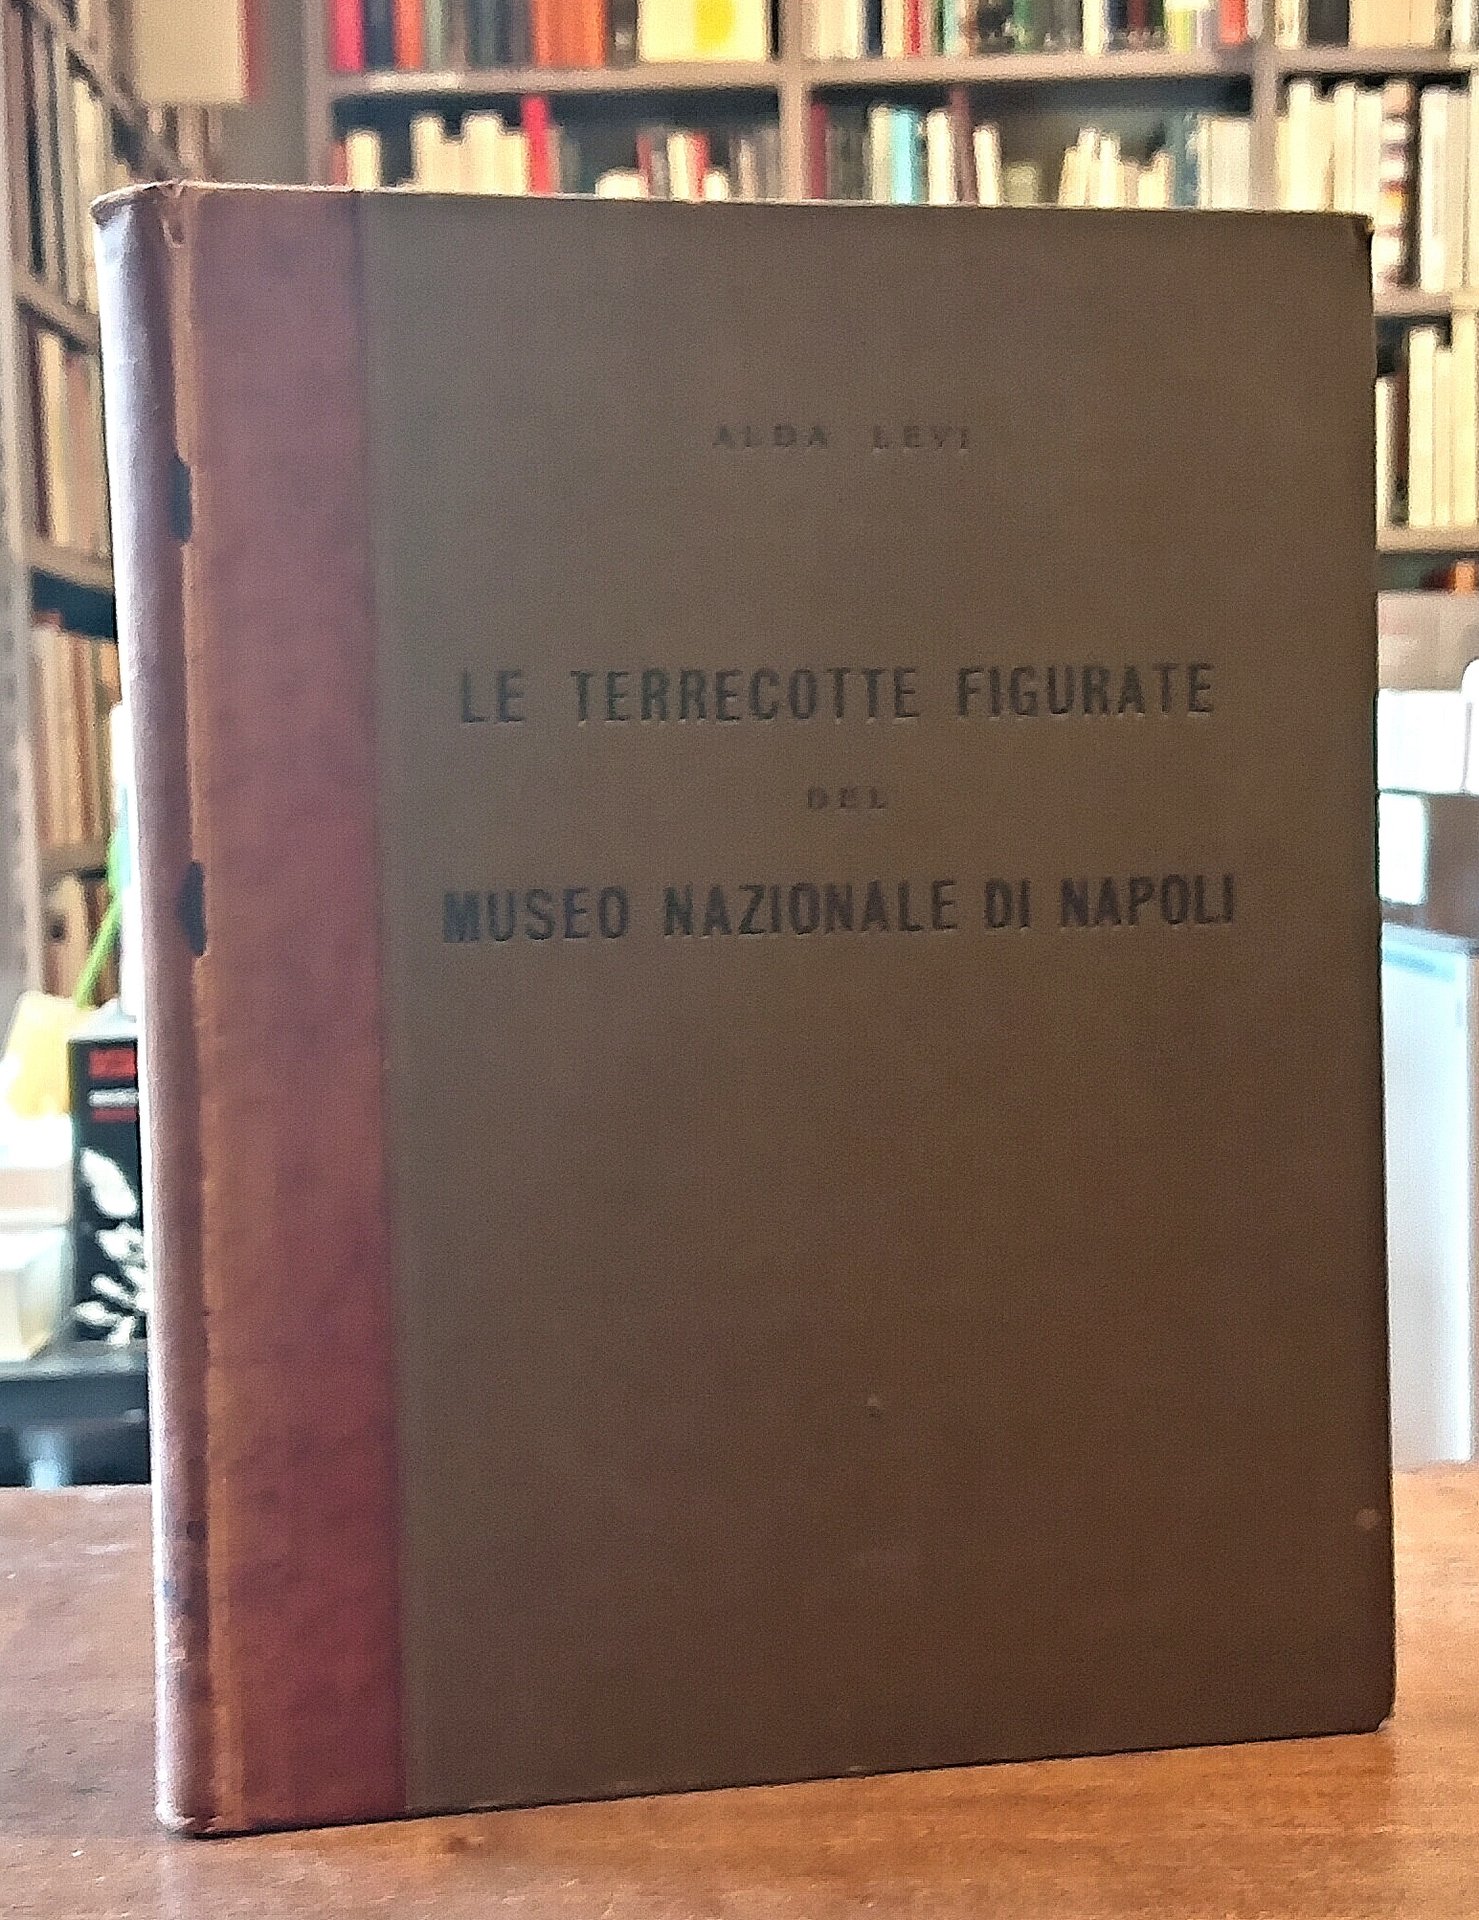 ALDA LEVI
LE TERRECOTTE FIGURATE
DEL
MUSEO NAZIONALE DI NAPOLI